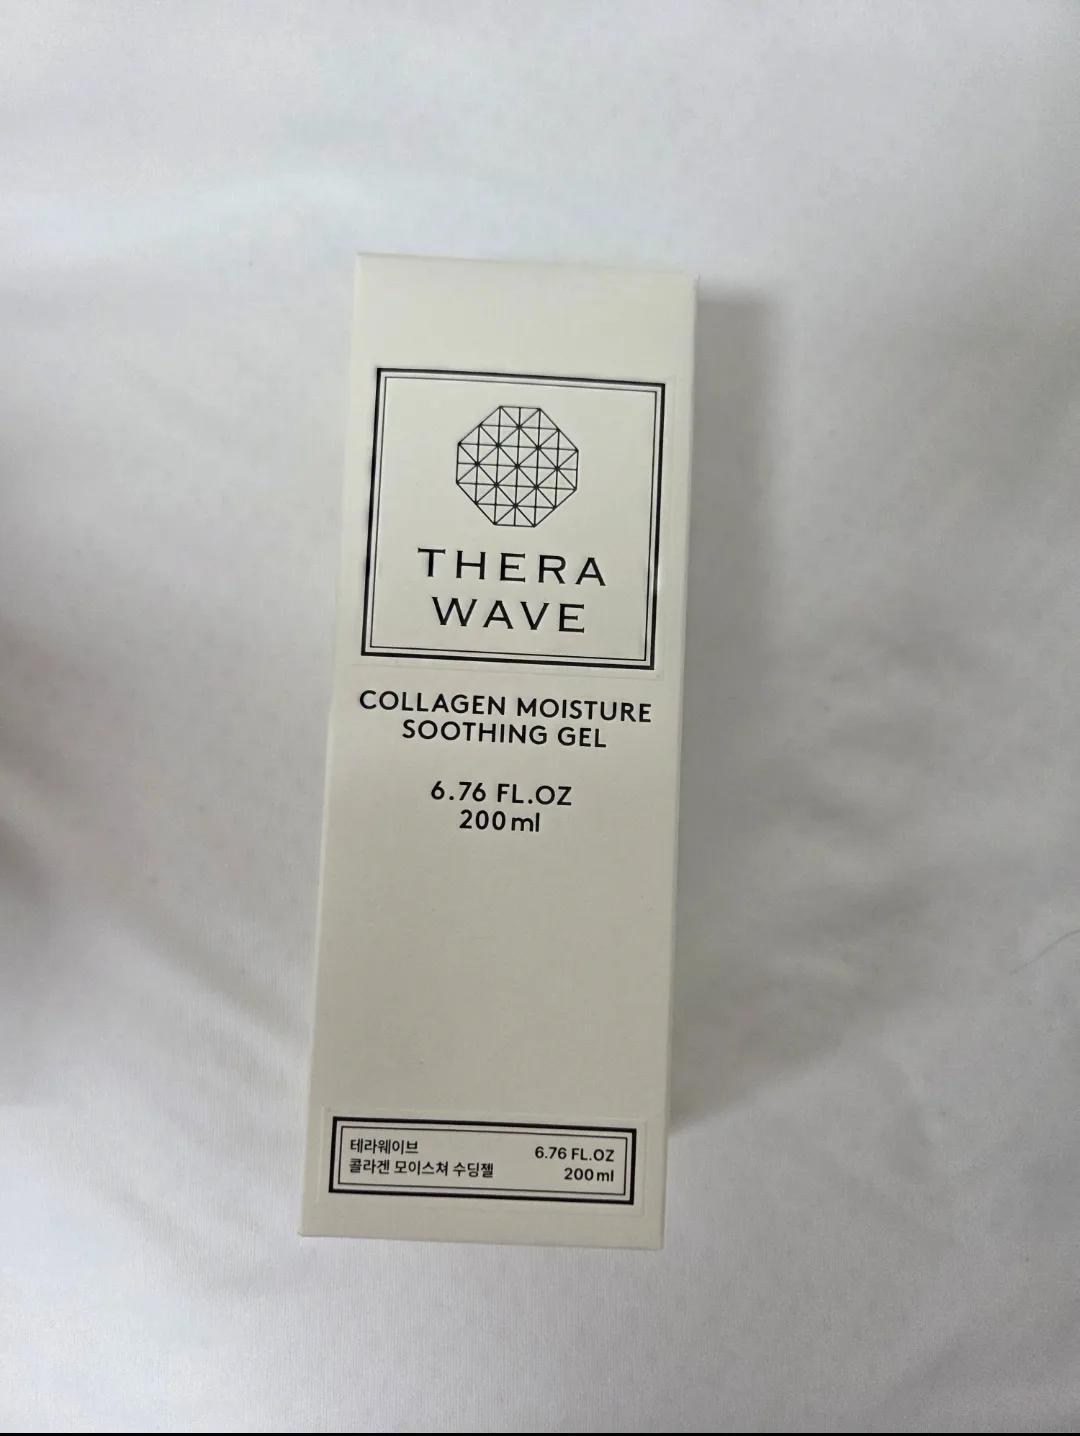 THERA
WAVE
COLLAGEN MOISTURE
SOOTHING GEL
6.76 FL.OZ
200ml
테라웨이브
콜라겐 모이스쳐 수딩젤
6.76 FL.OZ
200ml